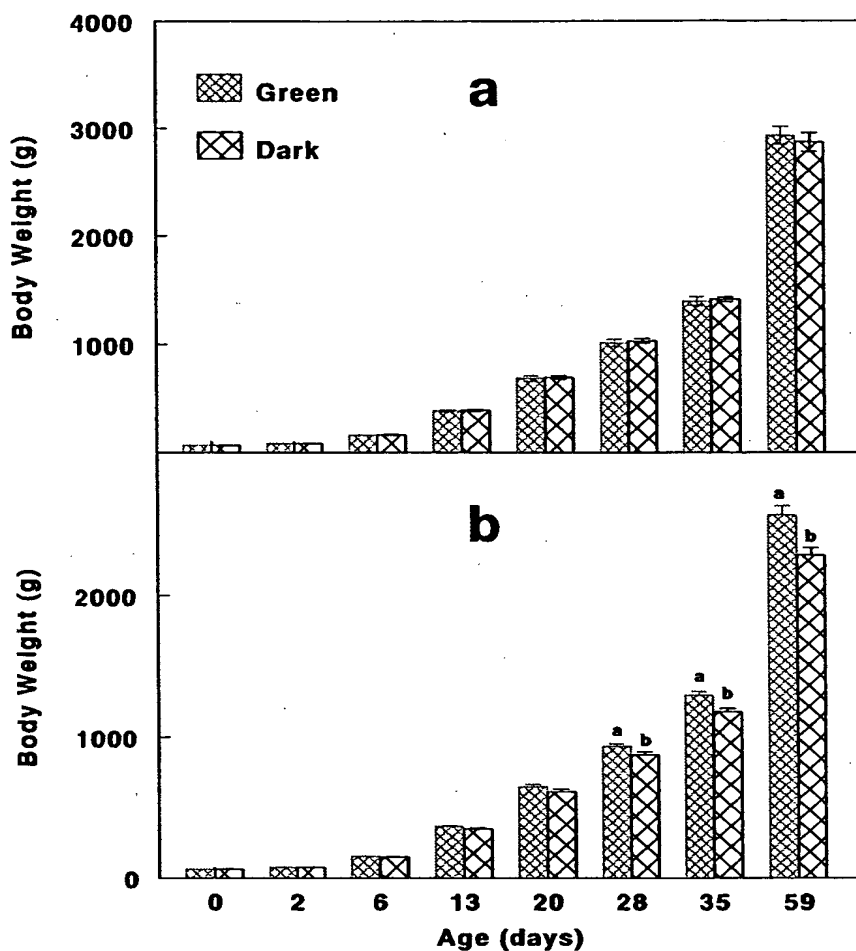 4000
3000
2000
1000
Body Weight (g)
Green
Dark
a
2000
1000
0
Body Weight (g)
b
a
b
a
b
a
b
0 2 6 13 20 28 35 59
Age (days)